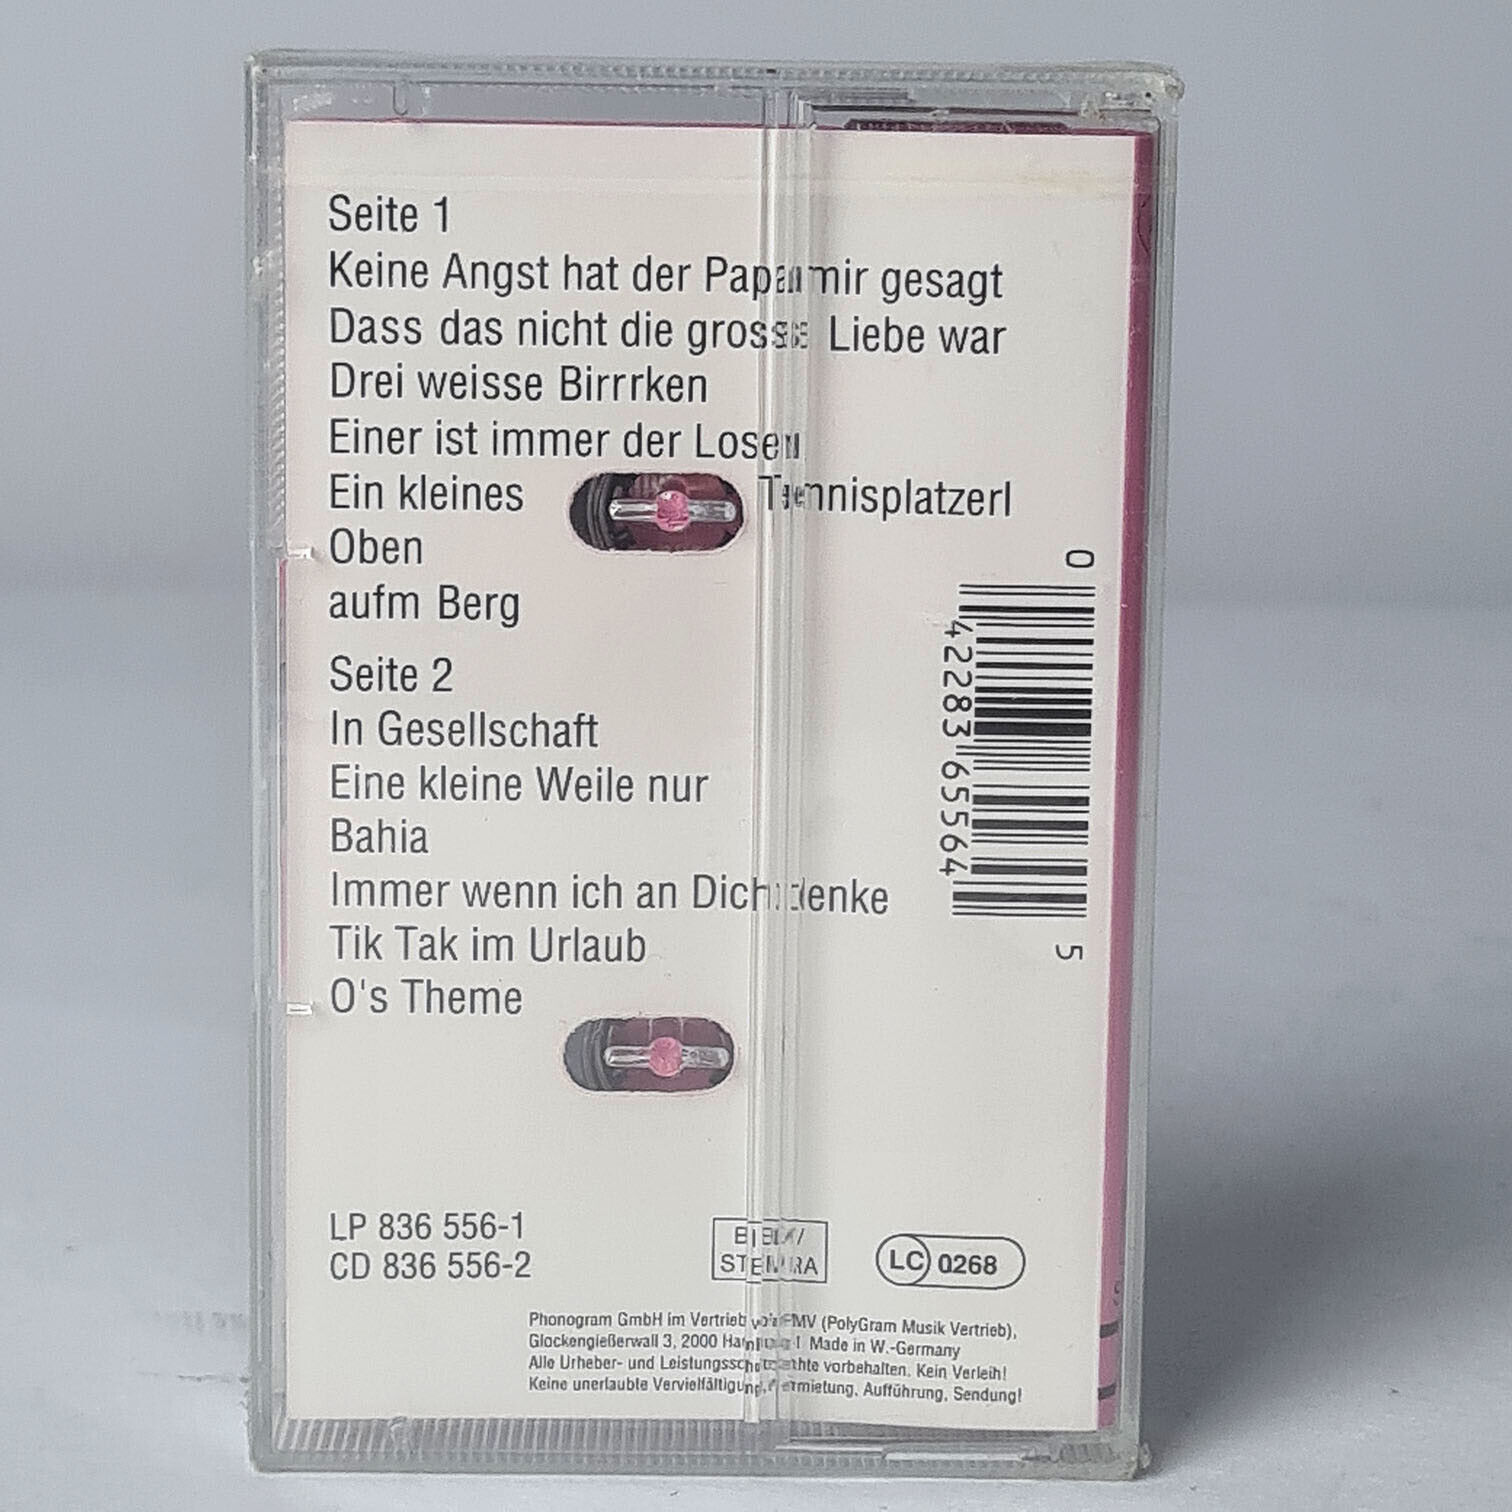 Seite 1
Keine Angst hat der Papa mir gesagt
Dass das nicht die grosse Liebe war
Drei weisse Birrrken
Einer ist immer der Loser
Ein kleines Tennisplatzerl
Oben
aufm Berg
Seite 2
In Gesellschaft
Eine kleine Weile nur
Bahia
Immer wenn ich an Dich denke
Tik Tak im Urlaub
O's Theme
0
42283 65564
5
LP 836 556-1
CD 836 556-2
BIEM/
STEMRA
LC 0268
Phonogram GmbH im Vertrieb von PMV (PolyGram Musik Vertrieb),
Glockengießerwall 3, 2000 Hamburg 1 Made in W.-Germany
Alle Urheber- und Leistungsschutzrechte vorbehalten. Kein Verleih!
Keine unerlaubte Vervielfältigung, Vermietung, Aufführung, Sendung!